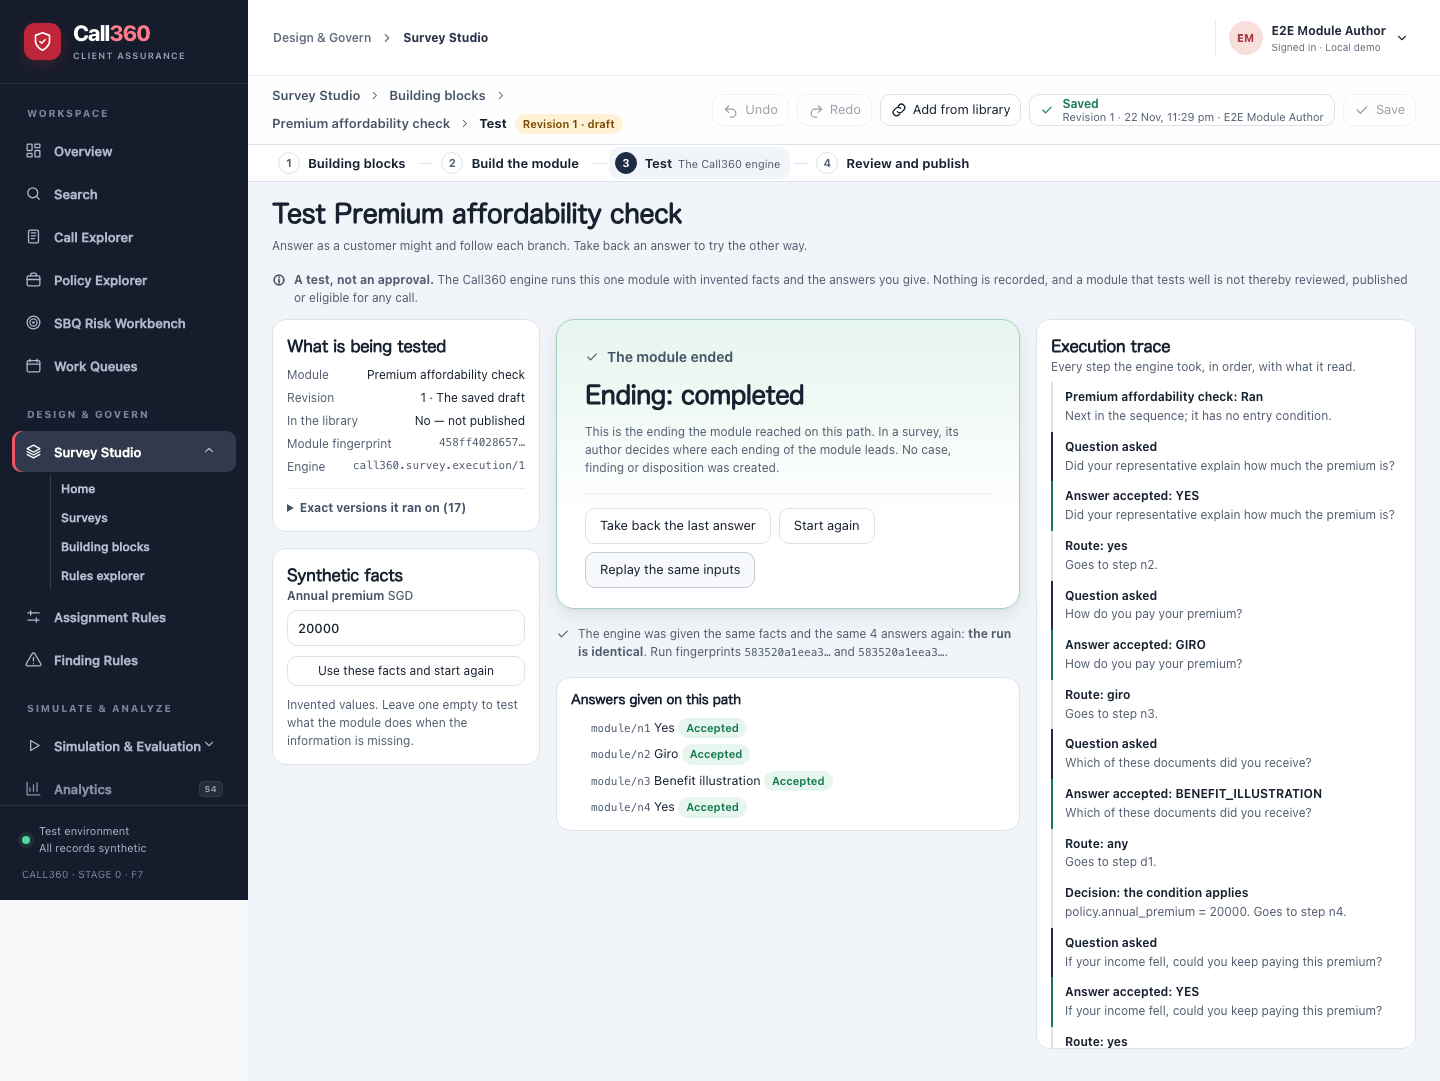 Call360
CLIENT ASSURANCE
WORKSPACE
Overview
Search
Call Explorer
Policy Explorer
SBQ Risk Workbench
Work Queues
DESIGN & GOVERN
Survey Studio
Home
Surveys
Building blocks
Rules explorer
Assignment Rules
Finding Rules
SIMULATE & ANALYZE
Simulation & Evaluation
Analytics S4
Test environment
All records synthetic
CALL360 · STAGE 0 · F7
Design & Govern > Survey Studio
EM
E2E Module Author
Signed in · Local demo
Survey Studio > Building blocks >
Premium affordability check > Test Revision 1 · draft
Undo
Redo
Add from library
Saved
Revision 1 · 22 Nov, 11:29 pm · E2E Module Author
Save
1 Building blocks
2 Build the module
3 Test The Call360 engine
4 Review and publish
Test Premium affordability check
Answer as a customer might and follow each branch. Take back an answer to try the other way.
A test, not an approval. The Call360 engine runs this one module with invented facts and the answers you give. Nothing is recorded, and a module that tests well is not thereby reviewed, published
or eligible for any call.
What is being tested
Module Premium affordability check
Revision 1 · The saved draft
In the library No — not published
Module fingerprint 458ff4028657…
Engine call360.survey.execution/1
Exact versions it ran on (17)
Synthetic facts
Annual premium SGD
20000
Use these facts and start again
Invented values. Leave one empty to test
what the module does when the
information is missing.
The module ended
Ending: completed
This is the ending the module reached on this path. In a survey, its
author decides where each ending of the module leads. No case,
finding or disposition was created.
Take back the last answer
Start again
Replay the same inputs
The engine was given the same facts and the same 4 answers again: the run
is identical. Run fingerprints 583520a1eea3… and 583520a1eea3….
Answers given on this path
module/n1 Yes Accepted
module/n2 Giro Accepted
module/n3 Benefit illustration Accepted
module/n4 Yes Accepted
Execution trace
Every step the engine took, in order, with what it read.
Premium affordability check: Ran
Next in the sequence; it has no entry condition.
Question asked
Did your representative explain how much the premium is?
Answer accepted: YES
Did your representative explain how much the premium is?
Route: yes
Goes to step n2.
Question asked
How do you pay your premium?
Answer accepted: GIRO
How do you pay your premium?
Route: giro
Goes to step n3.
Question asked
Which of these documents did you receive?
Answer accepted: BENEFIT_ILLUSTRATION
Which of these documents did you receive?
Route: any
Goes to step d1.
Decision: the condition applies
policy.annual_premium = 20000. Goes to step n4.
Question asked
If your income fell, could you keep paying this premium?
Answer accepted: YES
If your income fell, could you keep paying this premium?
Route: yes